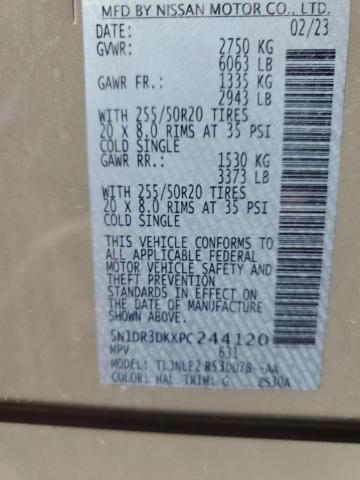 MFD BY NISSAN MOTOR CO., LTD.
DATE: 02/23
GVWR: 2750 KG
6063 LB
GAWR FR.: 1335 KG
2943 LB
WITH 255/50R20 TIRES
20 X 8.0 RIMS AT 35 PSI
COLD SINGLE
GAWR RR.: 1530 KG
3373 LB
WITH 255/50R20 TIRES
20 X 8.0 RIMS AT 35 PSI
COLD SINGLE
THIS VEHICLE CONFORMS TO
ALL APPLICABLE FEDERAL
MOTOR VEHICLE SAFETY AND
THEFT PREVENTION
STANDARDS IN EFFECT ON
THE DATE OF MANUFACTURE
SHOWN ABOVE.
5N1DR3DKXPC244120
MPV 631
TYPE: TLJNLE2 R53DU7B--AA
COLOR: HAL TRIM: G 2530A